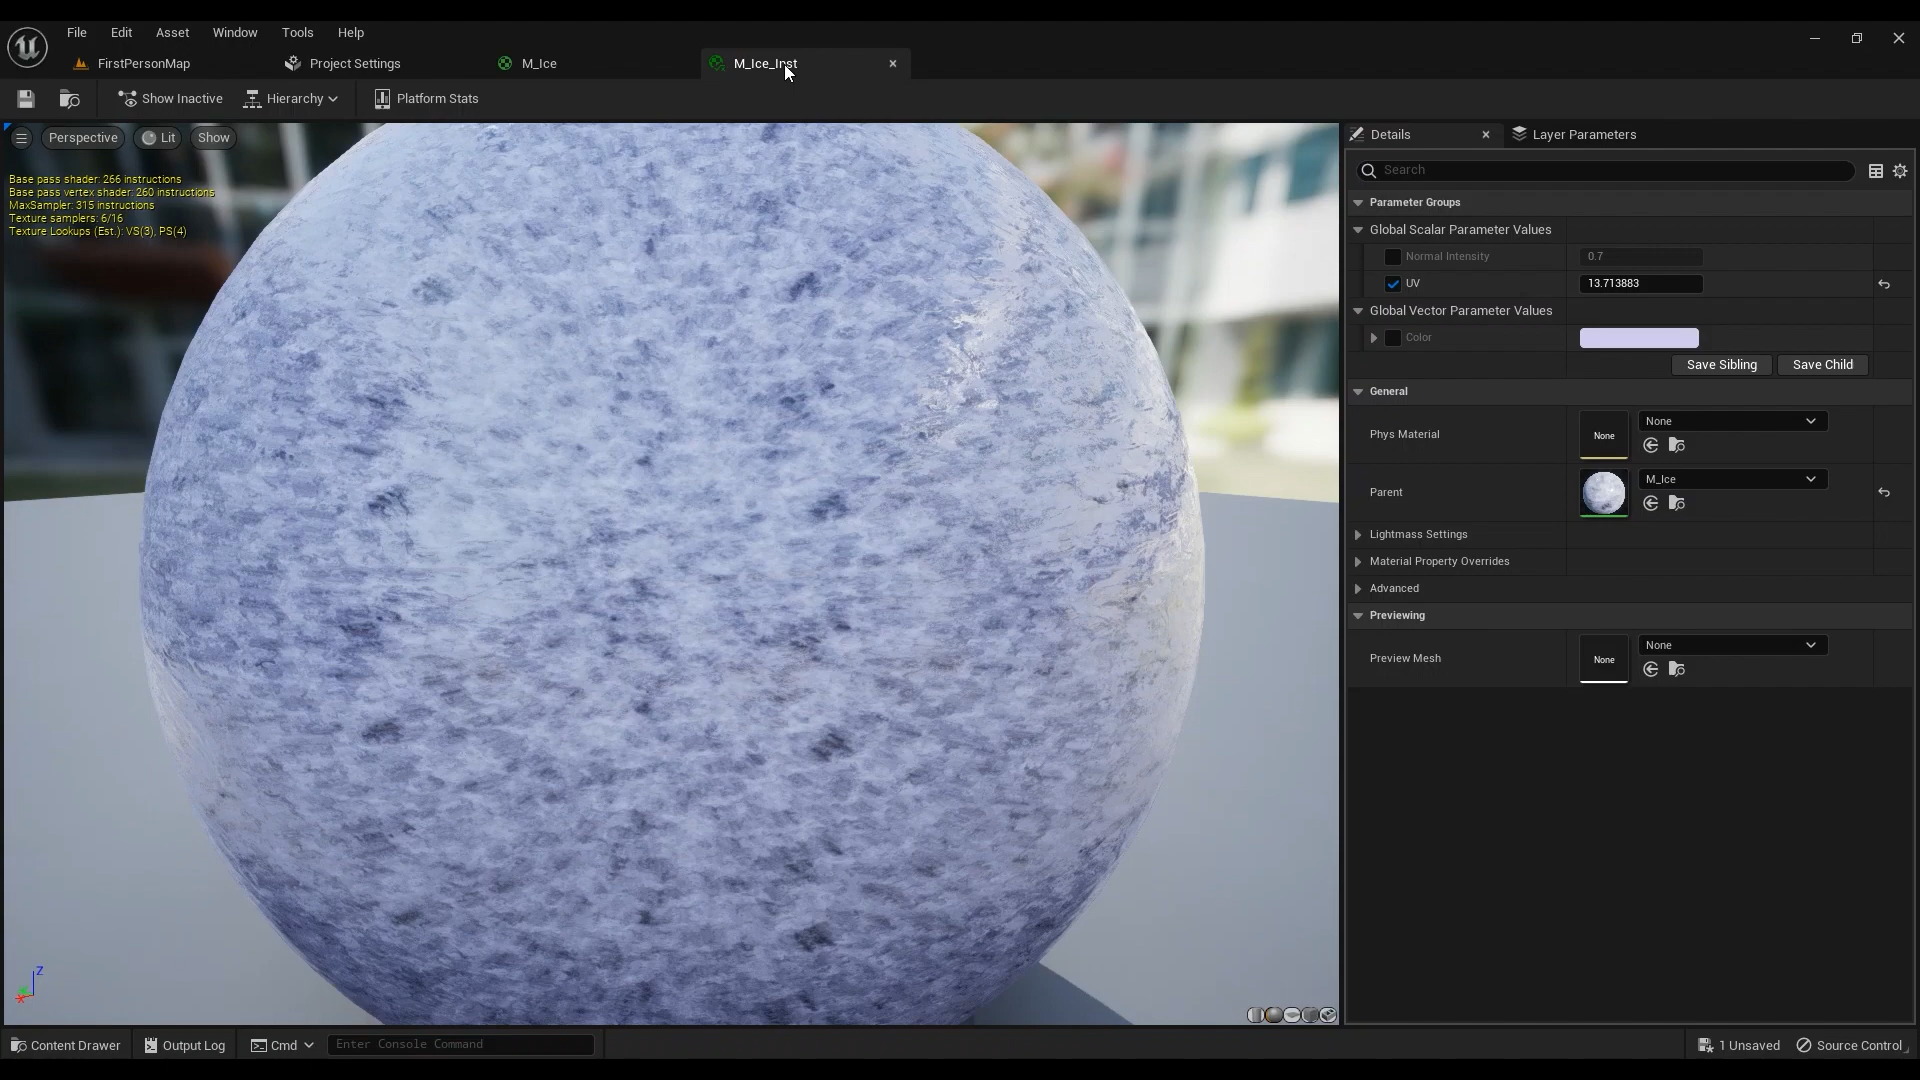 File Edit Asset Window Tools Help
FirstPersonMap Project Settings M_Ice M_Ice_Inst
Show Inactive Hierarchy Platform Stats
Perspective Lit Show
Base pass shader: 266 instructions
Base pass vertex shader: 260 instructions
MaxSampler: 315 instructions
Texture samplers: 6/16
Texture Lookups (Est.): VS(3), PS(4)
Z
Details Layer Parameters
Search
Parameter Groups
Global Scalar Parameter Values
Normal Intensity 0.7
UV 13.713883
Global Vector Parameter Values
Color
Save Sibling Save Child
General
Phys Material None None
Parent M_Ice
Lightmass Settings
Material Property Overrides
Advanced
Previewing
Preview Mesh None None
Content Drawer Output Log Cmd Enter Console Command 1 Unsaved Source Control